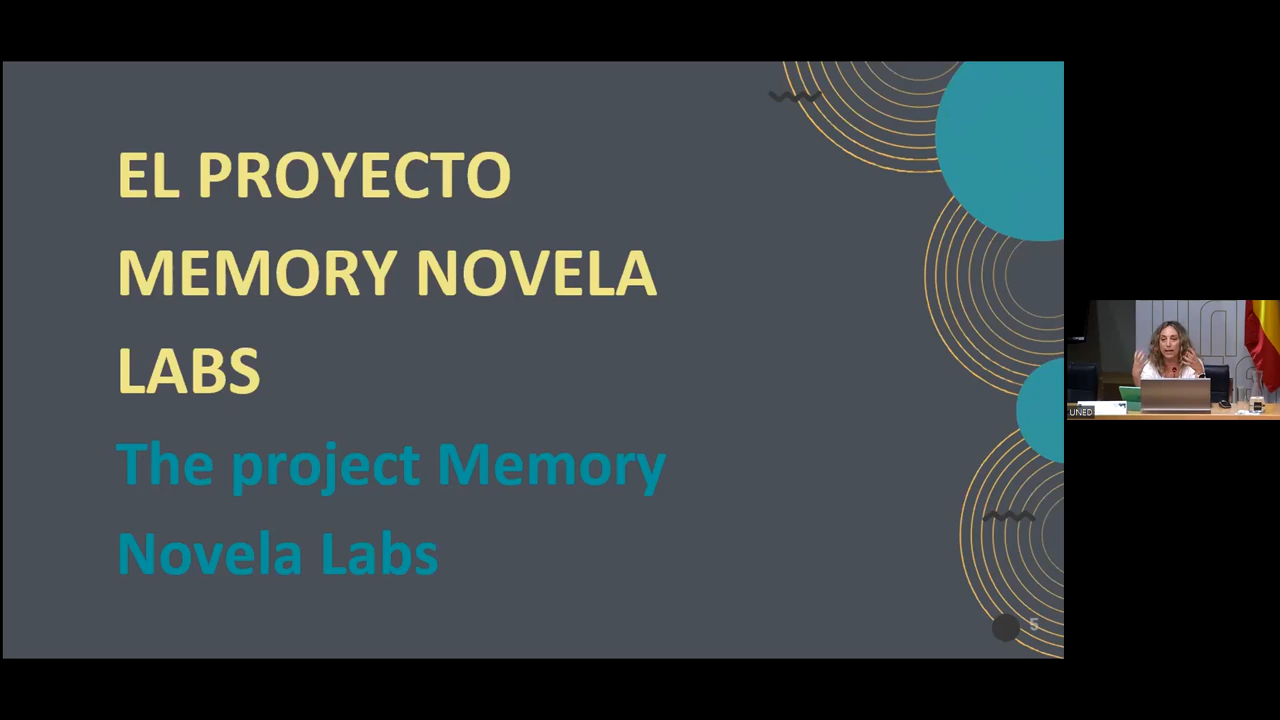 EL PROYECTO
MEMORY NOVELA
LABS
The project Memory
Novela Labs
5
UNED